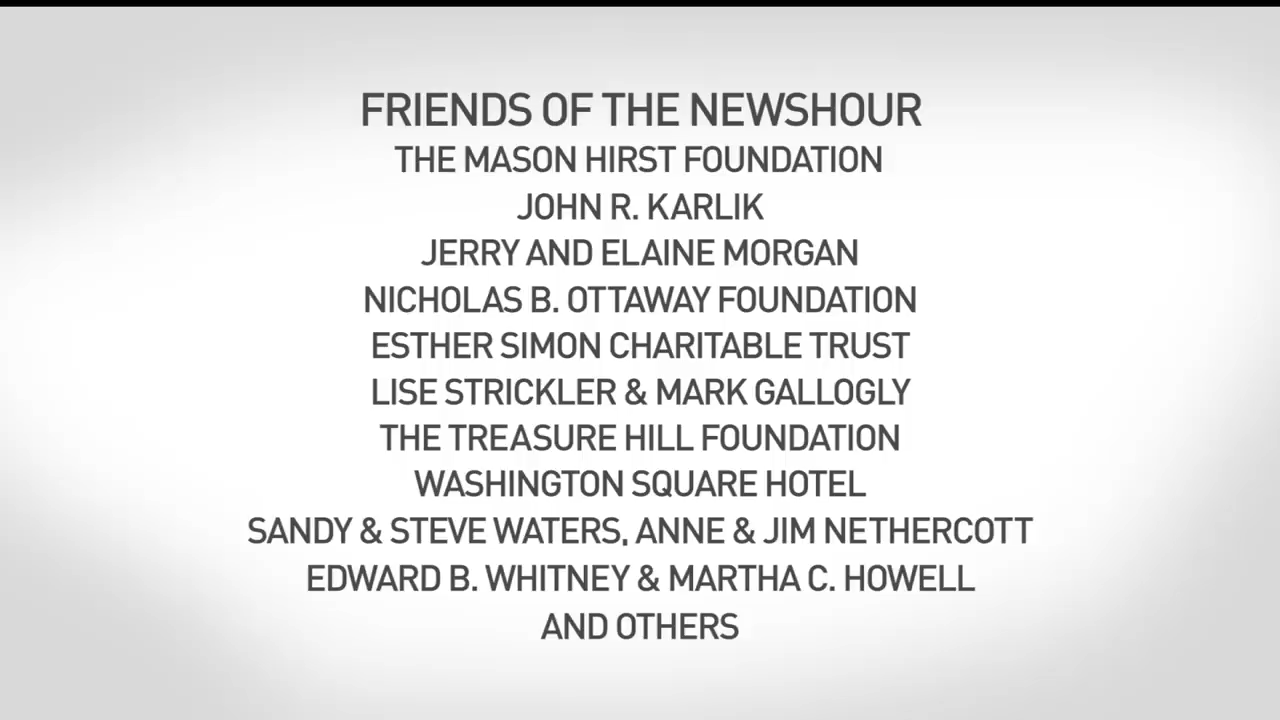 FRIENDS OF THE NEWSHOUR
THE MASON HIRST FOUNDATION
JOHN R. KARLIK
JERRY AND ELAINE MORGAN
NICHOLAS B. OTTAWAY FOUNDATION
ESTHER SIMON CHARITABLE TRUST
LISE STRICKLER & MARK GALLOGLY
THE TREASURE HILL FOUNDATION
WASHINGTON SQUARE HOTEL
SANDY & STEVE WATERS, ANNE & JIM NETHERCOTT
EDWARD B. WHITNEY & MARTHA C. HOWELL
AND OTHERS